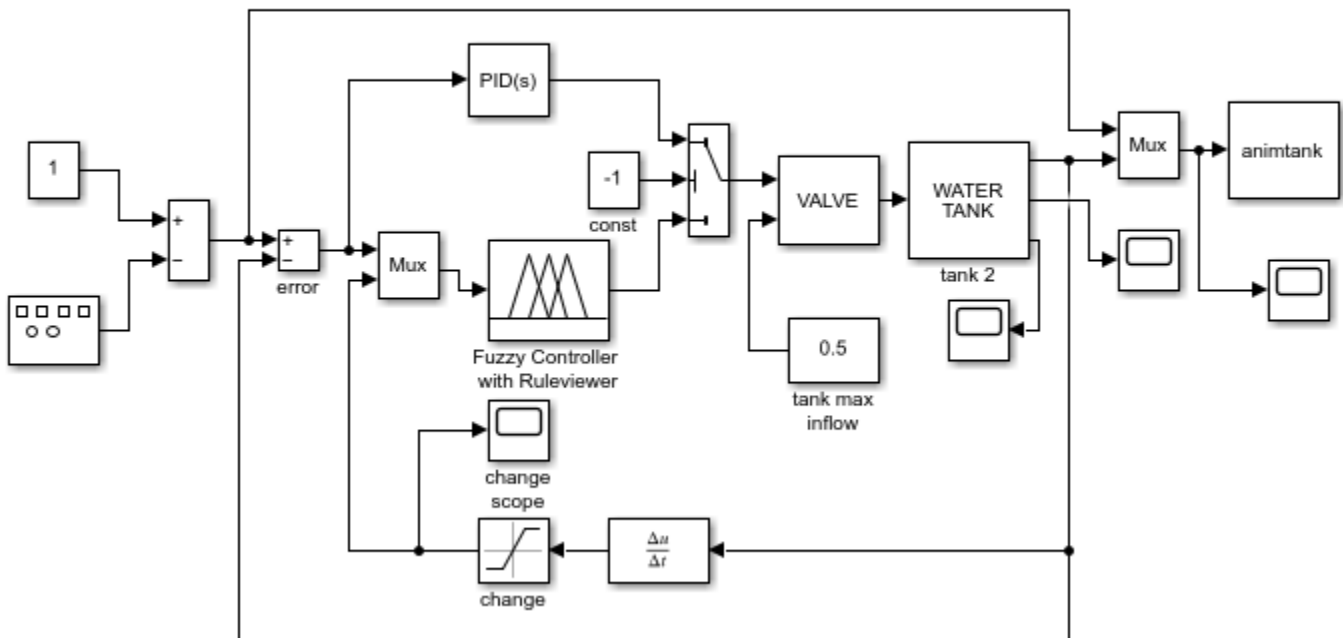 PID(s)
1
+
−
+
−
error
Mux
-1
const
VALVE
WATER
TANK
tank 2
Mux
animtank
Fuzzy Controller
with Ruleviewer
0.5
tank max
inflow
change
scope
Δu
Δt
change